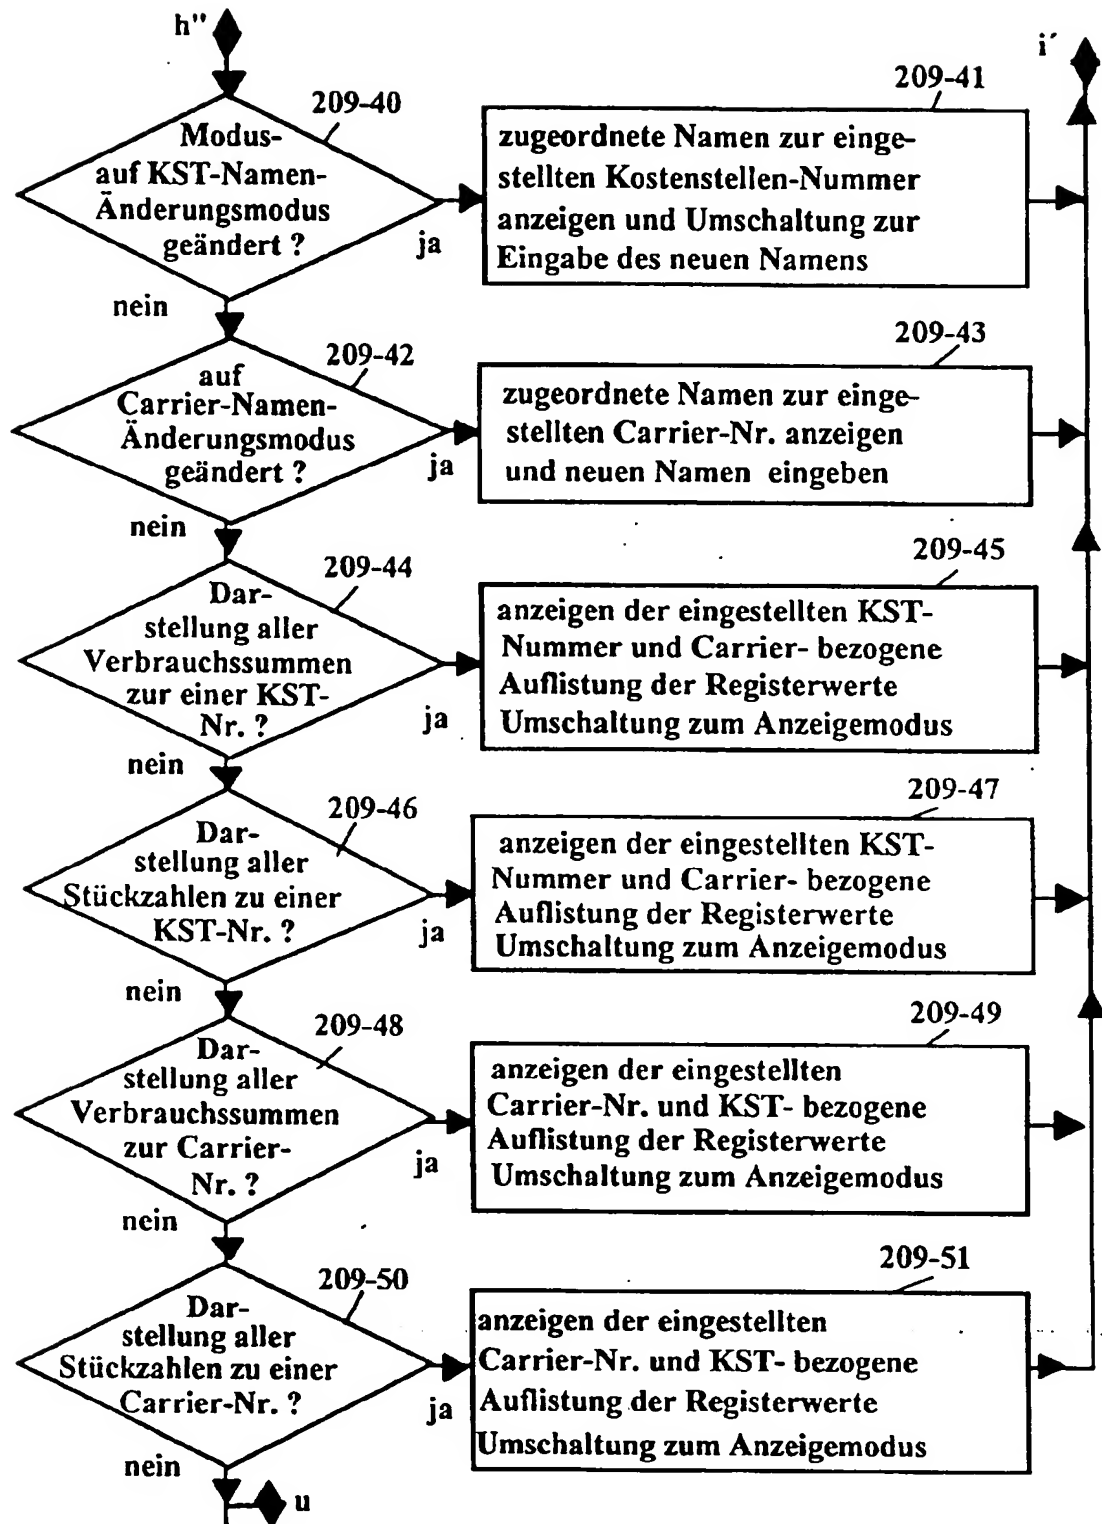 h"
i´
209-40
Modus-
auf KST-Namen-
Änderungsmodus
geändert ?
ja
nein
209-41
zugeordnete Namen zur einge-
stellten Kostenstellen-Nummer
anzeigen und Umschaltung zur
Eingabe des neuen Namens
209-42
auf
Carrier-Namen-
Änderungsmodus
geändert ?
ja
nein
209-43
zugeordnete Namen zur einge-
stellten Carrier-Nr. anzeigen
und neuen Namen eingeben
209-44
Dar-
stellung aller
Verbrauchssummen
zur einer KST-
Nr. ?
ja
nein
209-45
anzeigen der eingestellten KST-
Nummer und Carrier- bezogene
Auflistung der Registerwerte
Umschaltung zum Anzeigemodus
209-46
Dar-
stellung aller
Stückzahlen zu einer
KST-Nr. ?
ja
nein
209-47
anzeigen der eingestellten KST-
Nummer und Carrier- bezogene
Auflistung der Registerwerte
Umschaltung zum Anzeigemodus
209-48
Dar-
stellung aller
Verbrauchssummen
zur Carrier-
Nr. ?
ja
nein
209-49
anzeigen der eingestellten
Carrier-Nr. und KST- bezogene
Auflistung der Registerwerte
Umschaltung zum Anzeigemodus
209-50
Dar-
stellung aller
Stückzahlen zu einer
Carrier-Nr. ?
ja
nein
209-51
anzeigen der eingestellten
Carrier-Nr. und KST- bezogene
Auflistung der Registerwerte
Umschaltung zum Anzeigemodus
u